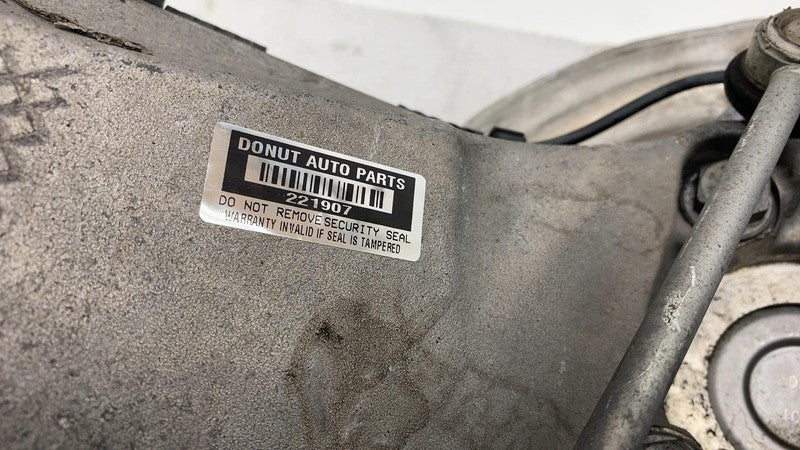 DONUT AUTO PARTS
221907
DO NOT REMOVE SECURITY SEAL
WARRANTY INVALID IF SEAL IS TAMPERED